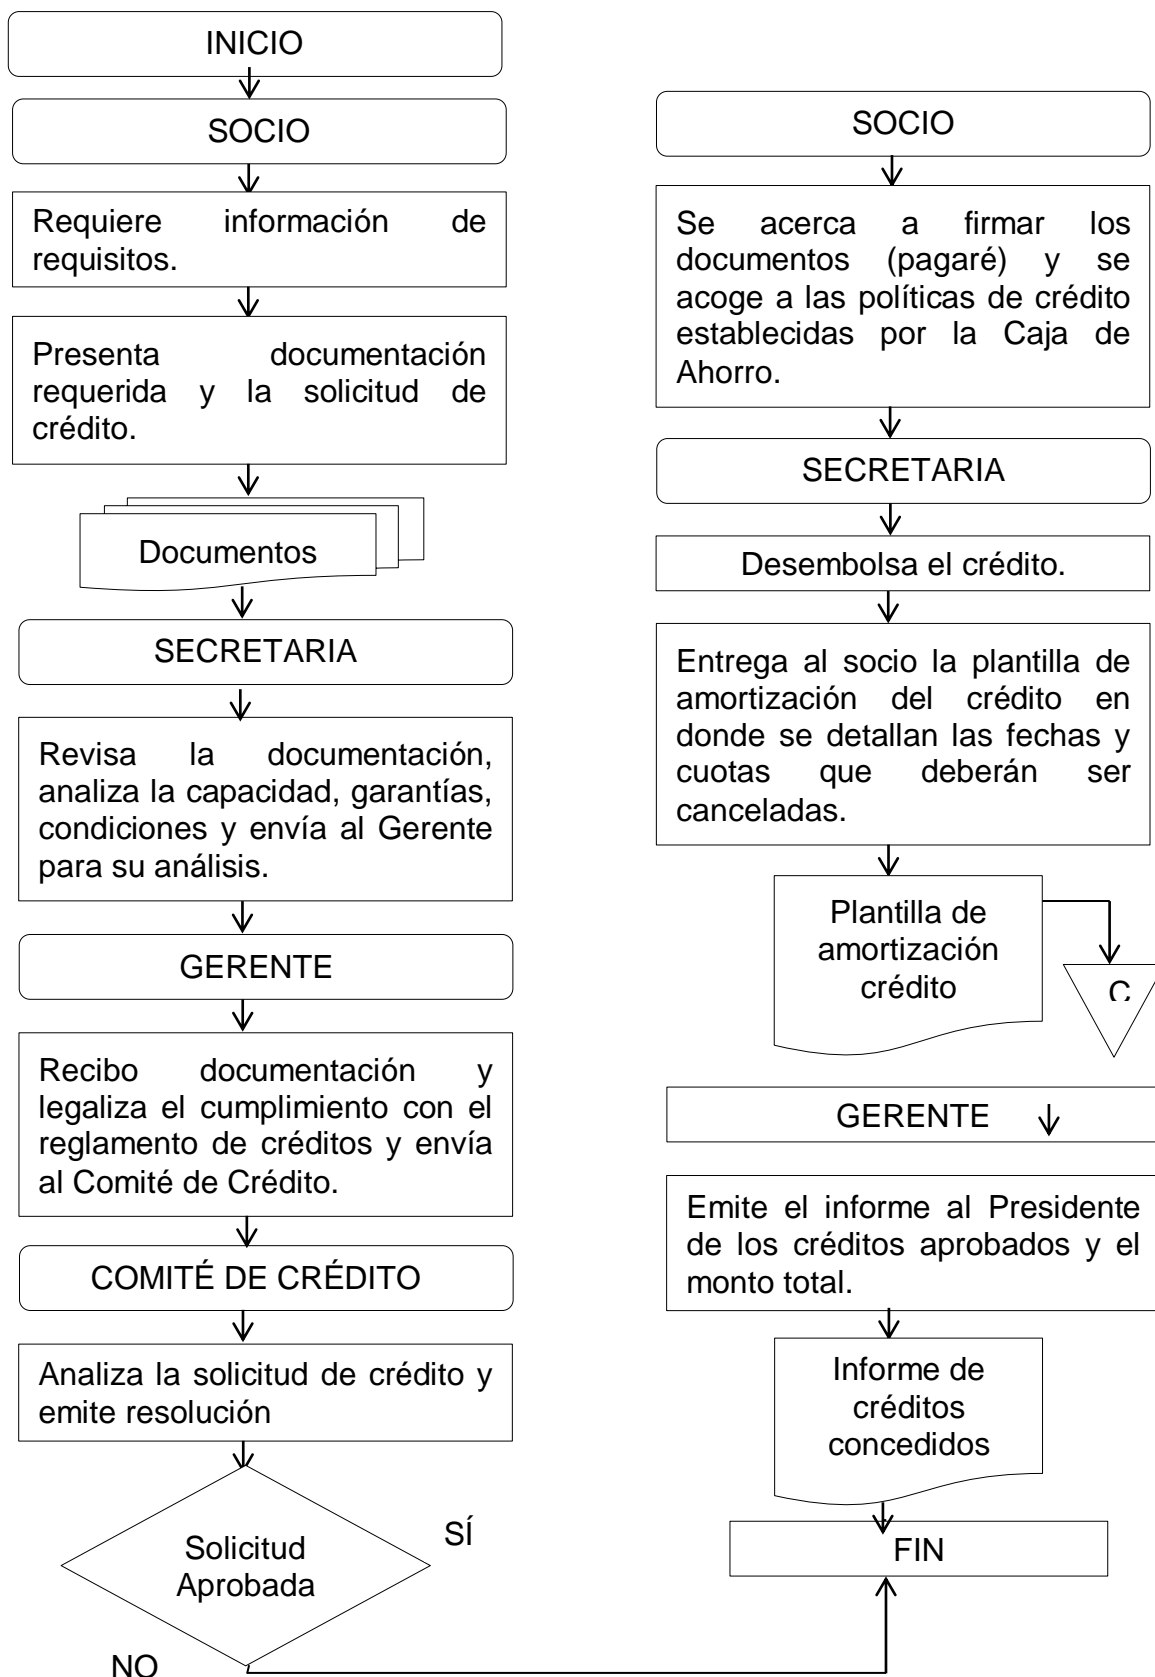 INICIO
SOCIO
Requiere información de
requisitos.
Presenta documentación
requerida y la solicitud de
crédito.
Documentos
SECRETARIA
Revisa la documentación,
analiza la capacidad, garantías,
condiciones y envía al Gerente
para su análisis.
GERENTE
Recibo documentación y
legaliza el cumplimiento con el
reglamento de créditos y envía
al Comité de Crédito.
COMITÉ DE CRÉDITO
Analiza la solicitud de crédito y
emite resolución
Solicitud
Aprobada
SÍ
NO
SOCIO
Se acerca a firmar los
documentos (pagaré) y se
acoge a las políticas de crédito
establecidas por la Caja de
Ahorro.
SECRETARIA
Desembolsa el crédito.
Entrega al socio la plantilla de
amortización del crédito en
donde se detallan las fechas y
cuotas que deberán ser
canceladas.
Plantilla de
amortización
crédito
C
GERENTE
Emite el informe al Presidente
de los créditos aprobados y el
monto total.
Informe de
créditos
concedidos
FIN